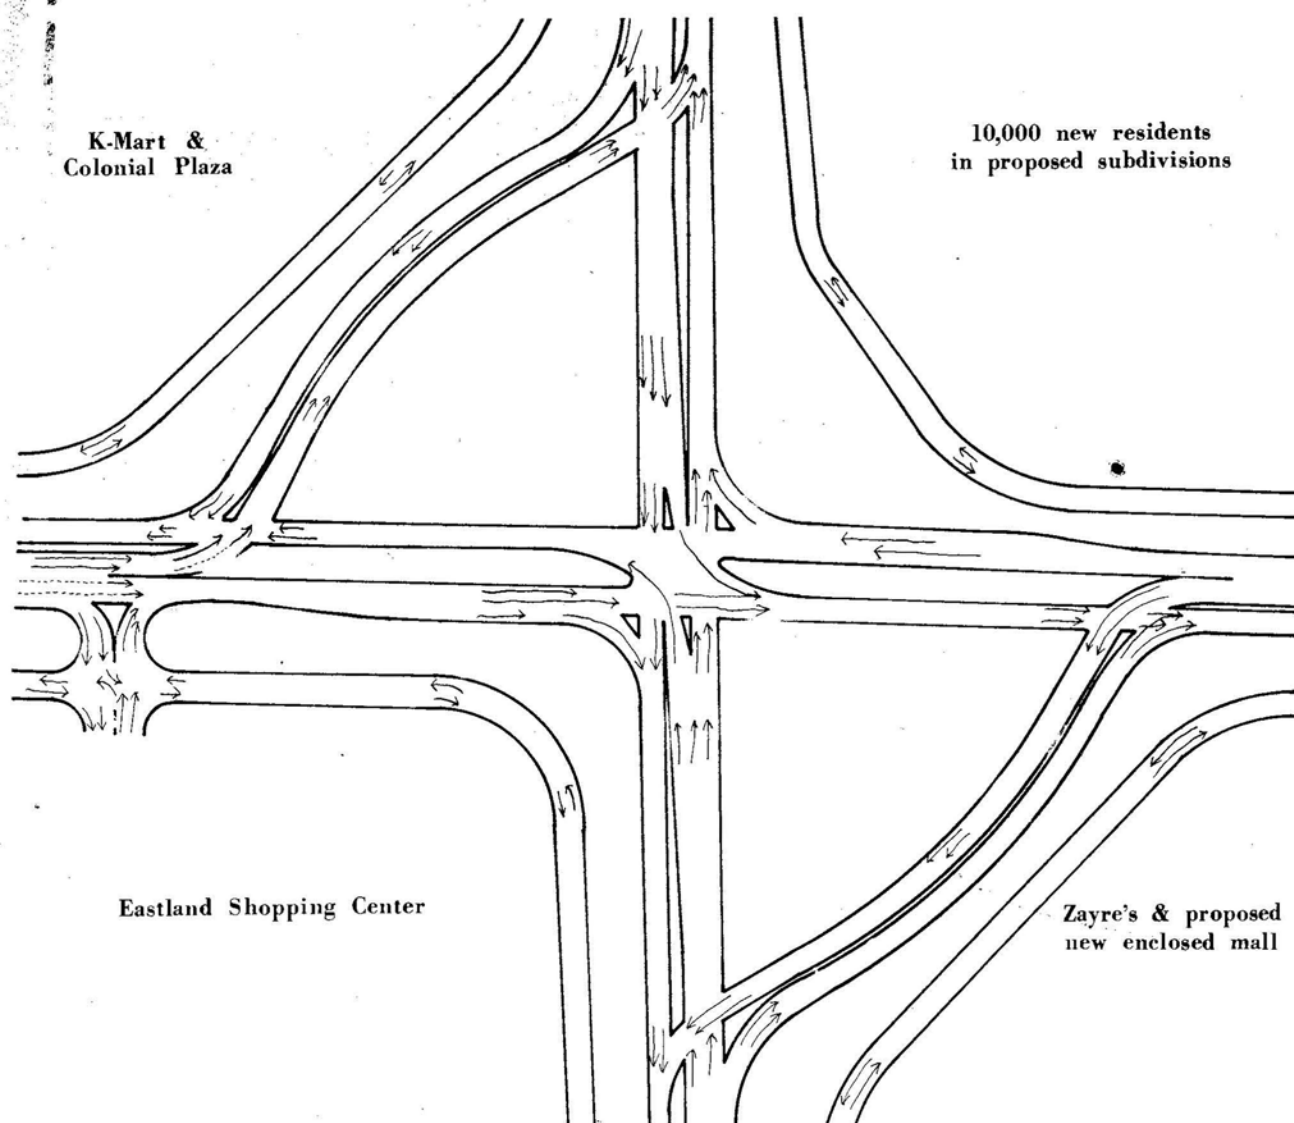 K-Mart &
Colonial Plaza
10,000 new residents
in proposed subdivisions
Eastland Shopping Center
Zayre's & proposed
new enclosed mall